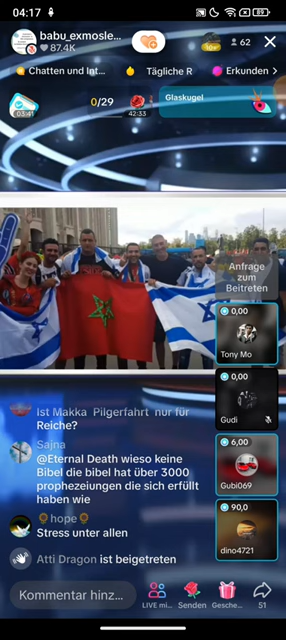 04:17
89
babu_exmosle...
87.4K
10+
62
Chatten und Int...
Tägliche R
Erkunden
03:41
0/29
42:33
Glaskugel
Anfrage
zum
Beitreten
0,00
Tony Mo
0,00
Gudi
6,00
Gubi069
90,0
dino4721
Ist Makka Pilgerfahrt nur für
Reiche?
Sajna
@Eternal Death wieso keine
Bibel die bibel hat über 3000
prophezeiungen die sich erfüllt
haben wie
hope
Stress unter allen
Atti Dragon ist beigetreten
Kommentar hinz...
LIVE mi...
Senden
Gesche...
51